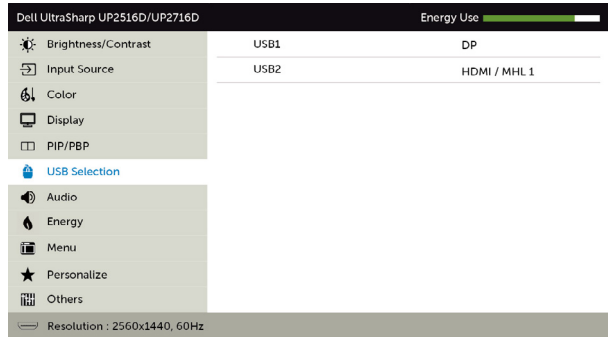 Dell UltraSharp UP2516D/UP2716D Energy Use
Brightness/Contrast USB1 DP
Input Source USB2 HDMI / MHL 1
Color
Display
PIP/PBP
USB Selection
Audio
Energy
Menu
Personalize
Others
Resolution : 2560x1440, 60Hz